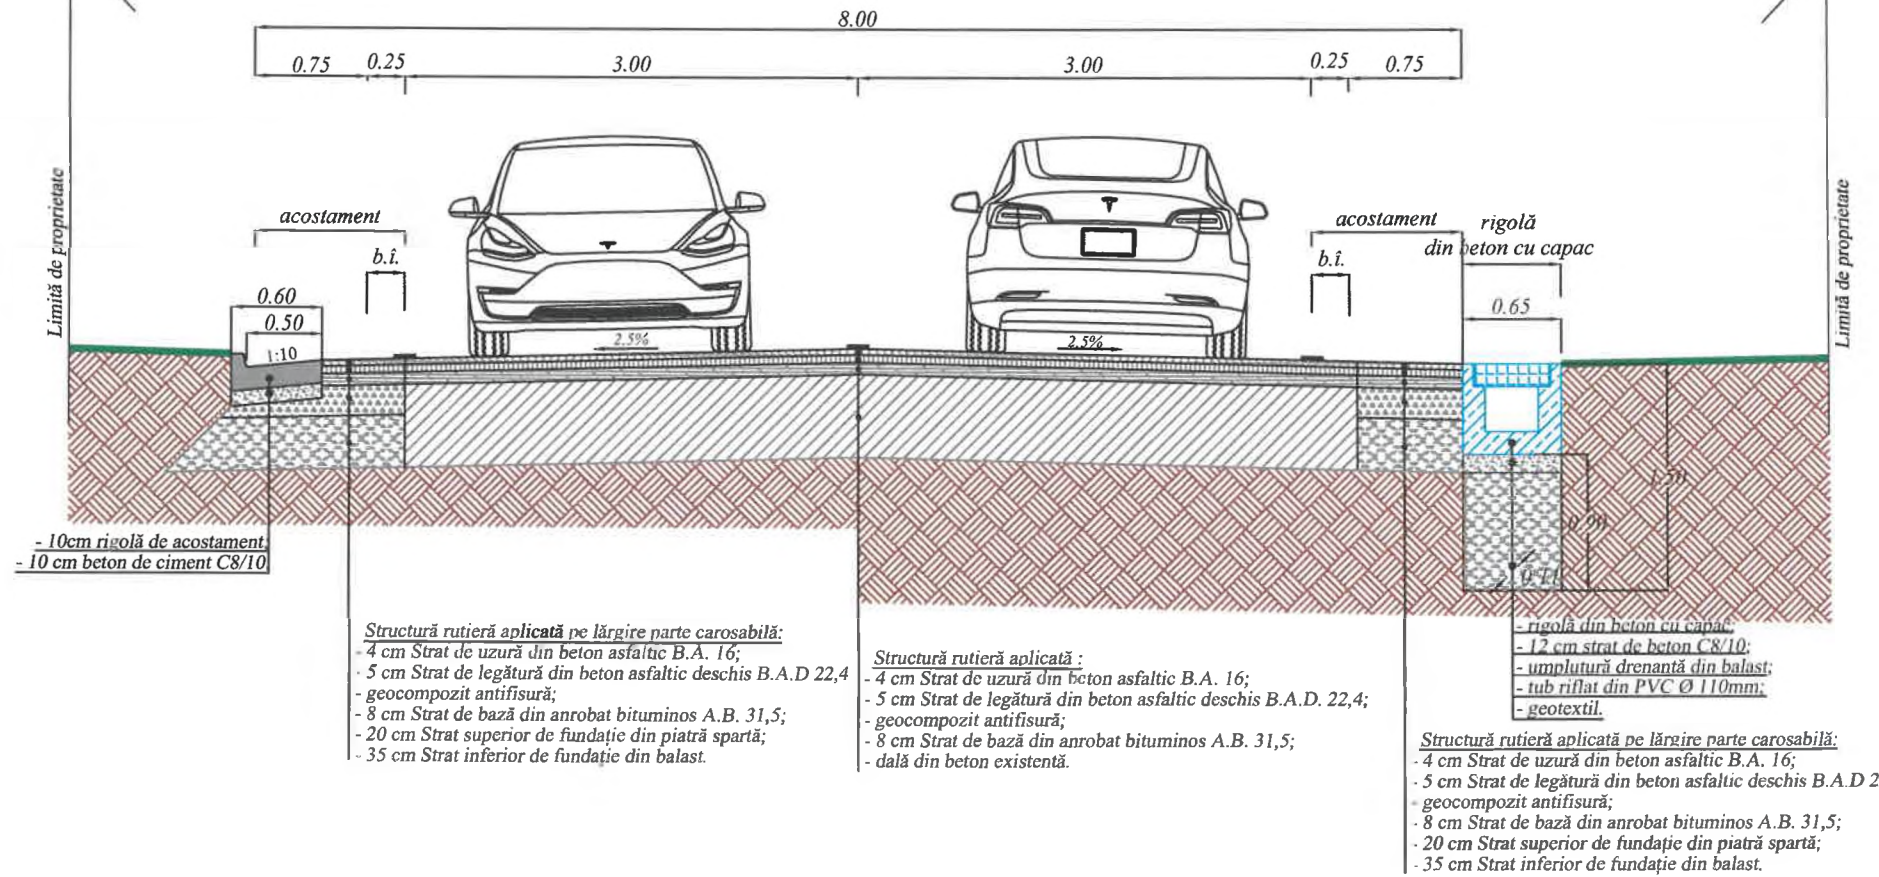 8.00
0.75
0.25
3.00
3.00
0.25
0.75
Limită de proprietate
acostament
b.î.
0.60
0.50
1:10
2.5%
2.5%
acostament
b.î.
rigolă
din beton cu capac
0.65
Limită de proprietate
1.50
0.90
0.11
- 10cm rigolă de acostament
- 10 cm beton de ciment C8/10
Structură rutieră aplicată pe lărgire parte carosabilă:
- 4 cm Strat de uzură din beton asfaltic B.A. 16;
- 5 cm Strat de legătură din beton asfaltic deschis B.A.D 22,4
- geocompozit antifisură;
- 8 cm Strat de bază din anrobat bituminos A.B. 31,5;
- 20 cm Strat superior de fundație din piatră spartă;
- 35 cm Strat inferior de fundație din balast.
Structură rutieră aplicată :
- 4 cm Strat de uzură din beton asfaltic B.A. 16;
- 5 cm Strat de legătură din beton asfaltic deschis B.A.D. 22,4;
- geocompozit antifisură;
- 8 cm Strat de bază din anrobat bituminos A.B. 31,5;
- dală din beton existentă.
- rigolă din beton cu capac;
- 12 cm strat de beton C8/10;
- umplutură drenantă din balast;
- tub riflat din PVC Ø 110mm;
- geotextil.
Structură rutieră aplicată pe lărgire parte carosabilă:
- 4 cm Strat de uzură din beton asfaltic B.A. 16;
- 5 cm Strat de legătură din beton asfaltic deschis B.A.D 2
- geocompozit antifisură;
- 8 cm Strat de bază din anrobat bituminos A.B. 31,5;
- 20 cm Strat superior de fundație din piatră spartă;
- 35 cm Strat inferior de fundație din balast.